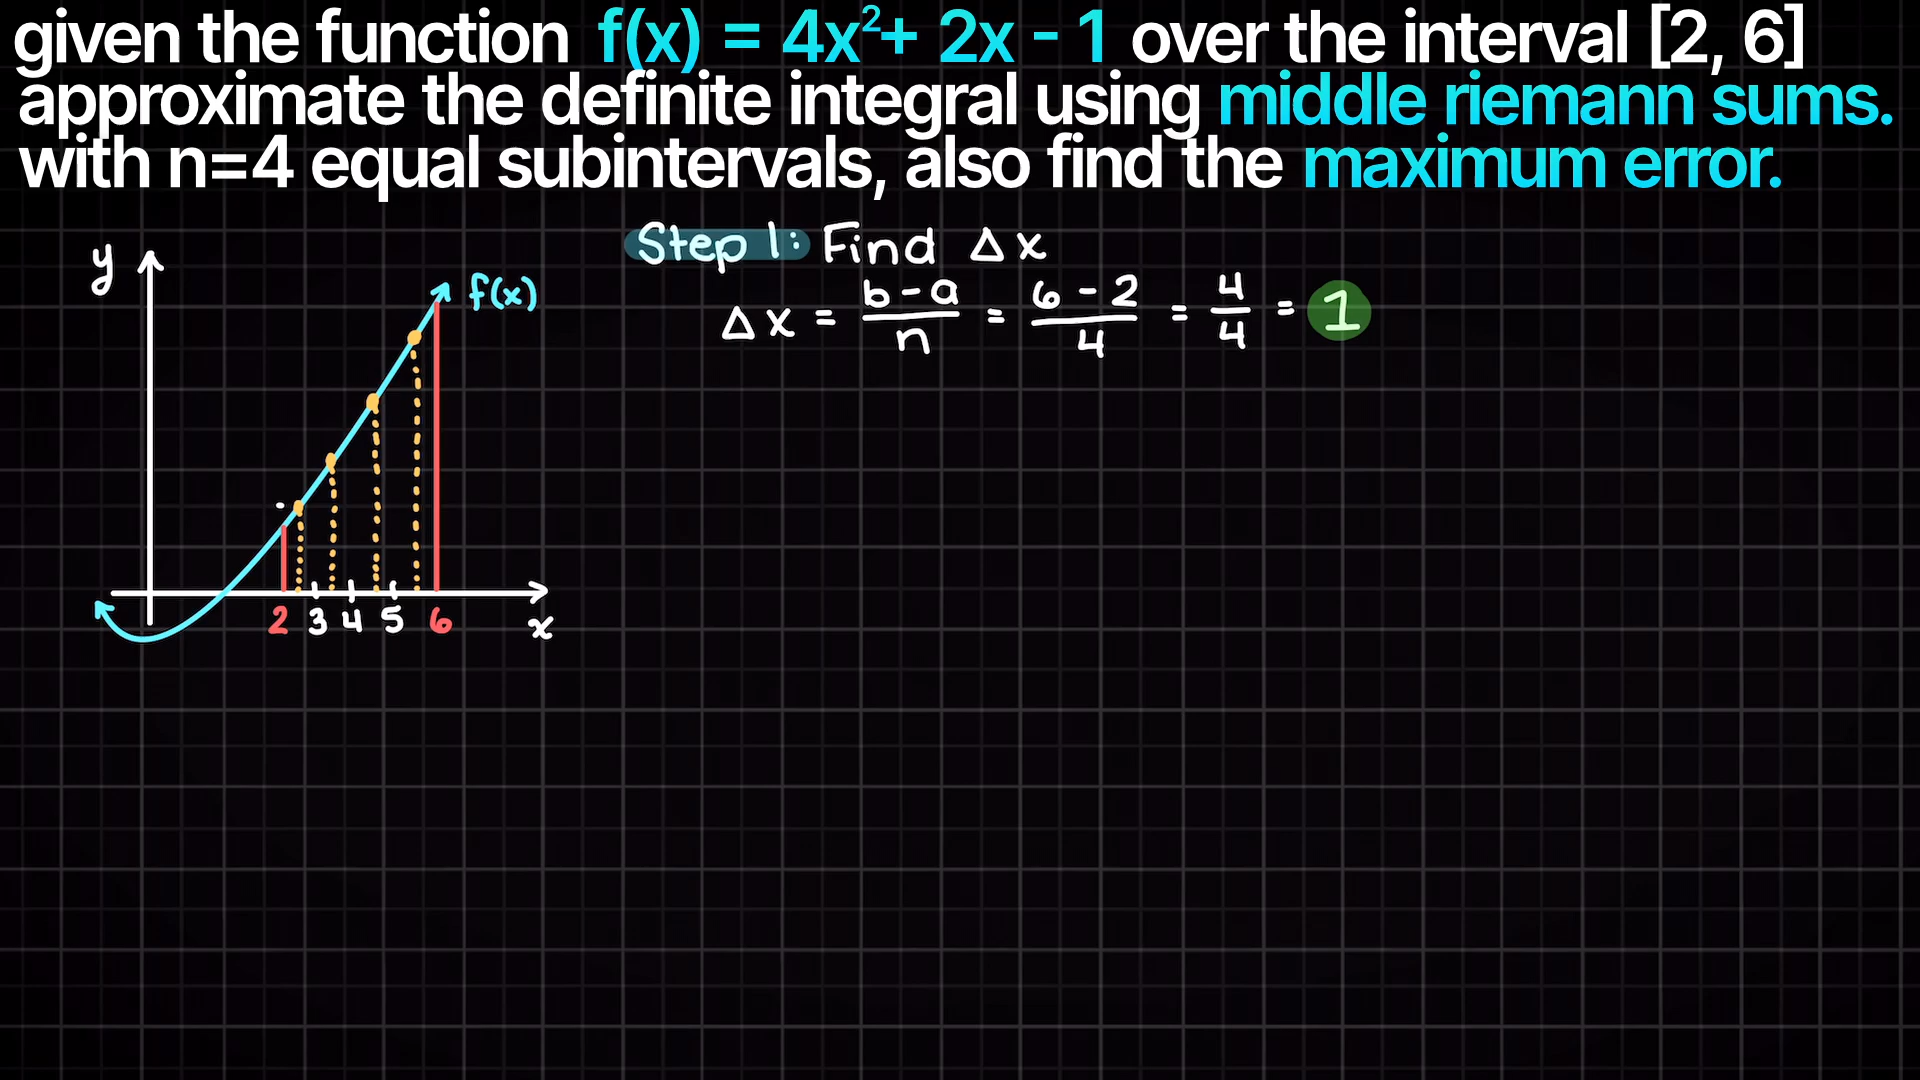 given the function f(x) = 4x²+ 2x - 1 over the interval [2, 6]
approximate the definite integral using middle riemann sums.
with n=4 equal subintervals, also find the maximum error.
Step 1: Find Δx
Δx = b-a/n = 6-2/4 = 4/4 = 1
y
f(x)
2 3 4 5 6
x